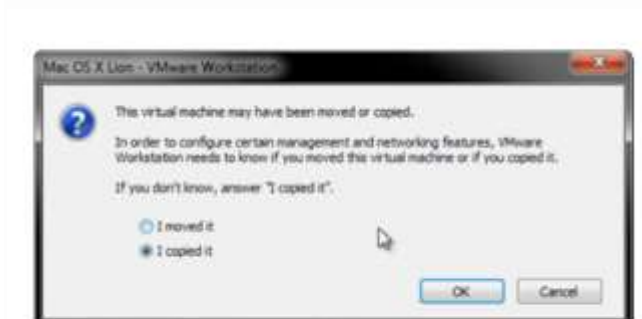 Mac OS X Lion - VMware Workstation
This virtual machine may have been moved or copied.
In order to configure certain management and networking features, VMware
Workstation needs to know if you moved this virtual machine or if you copied it.
If you don't know, answer "I copied it".
I moved it
I copied it
OK
Cancel